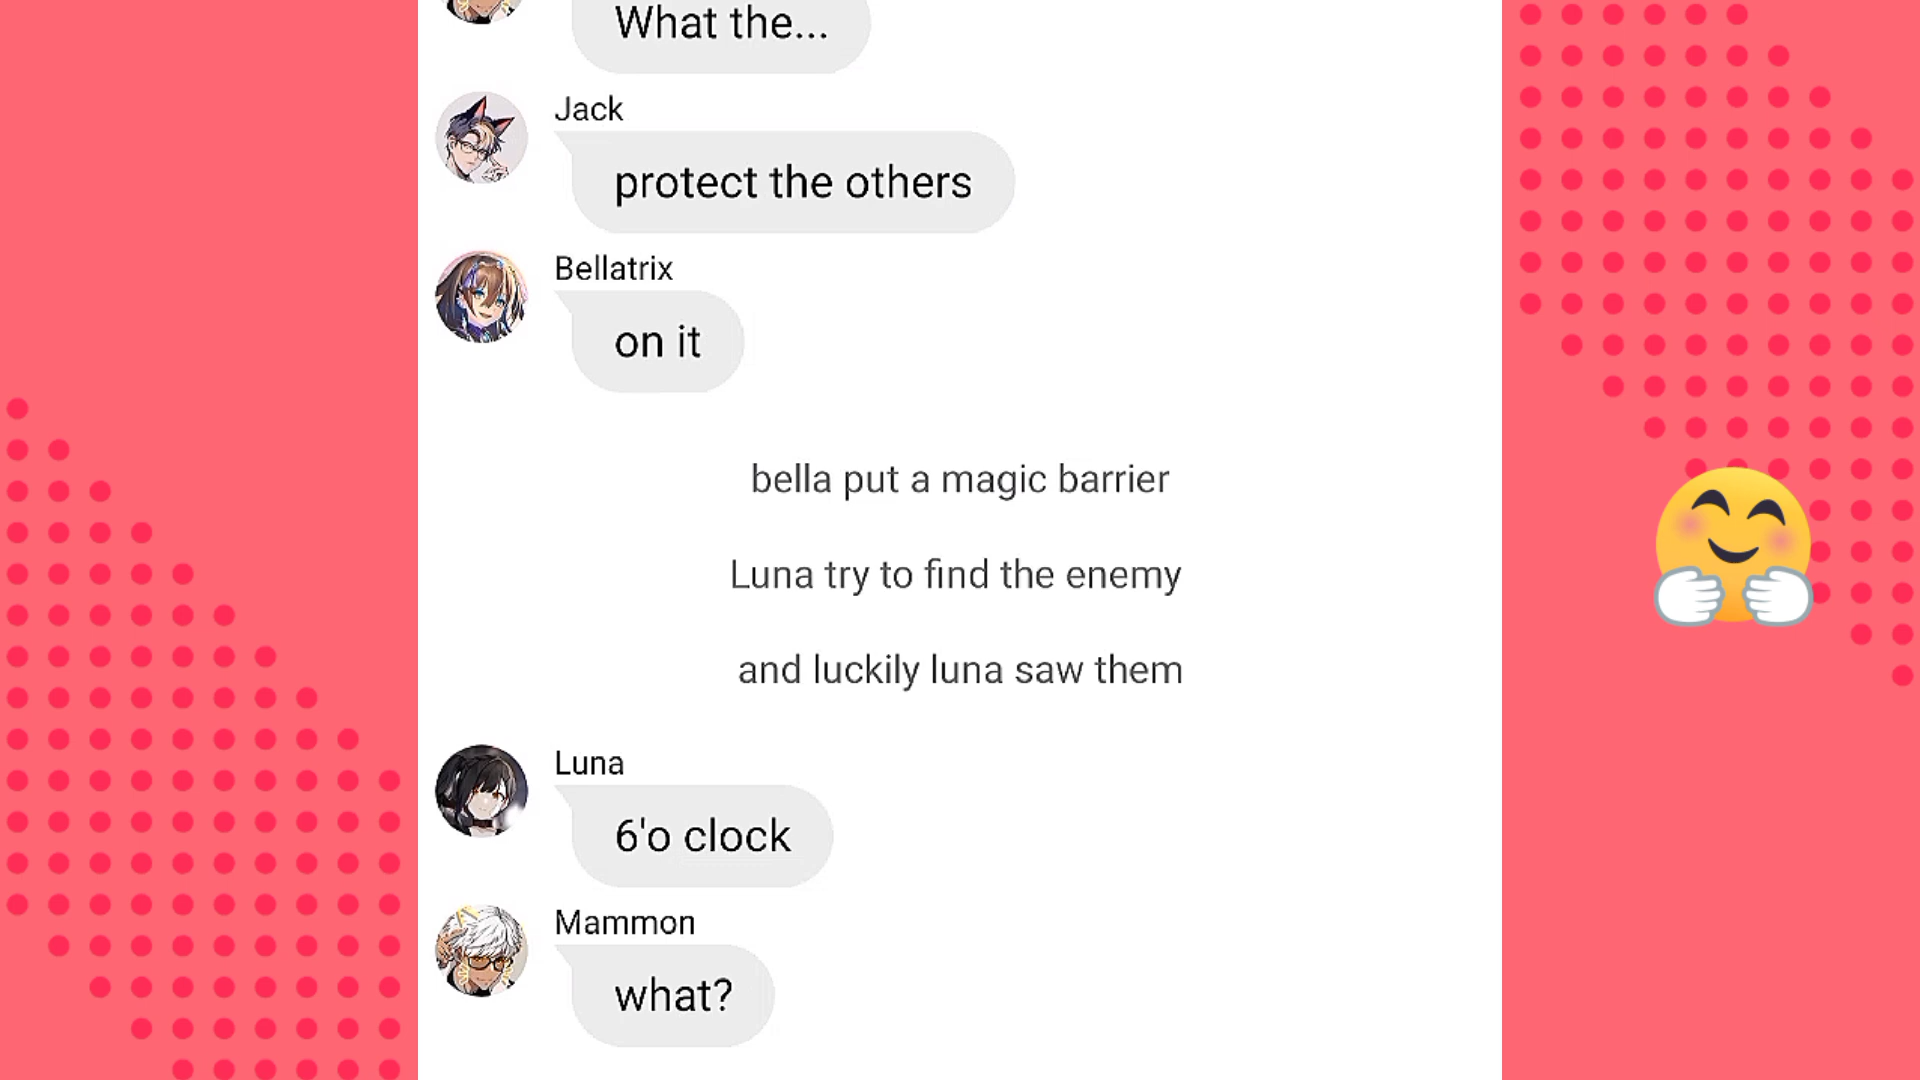 What the...
Jack
protect the others
Bellatrix
on it
bella put a magic barrier
Luna try to find the enemy
and luckily luna saw them
Luna
6'o clock
Mammon
what?